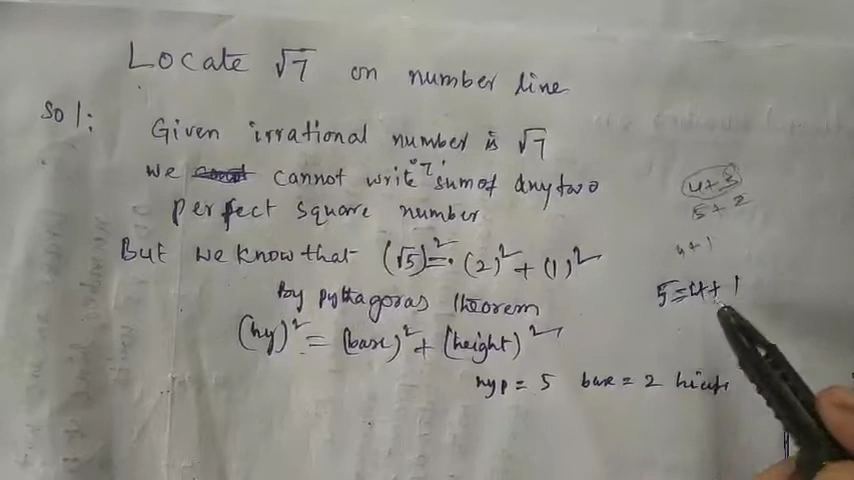 Locate √7 on number line
Sol:
Given irrational number is √7
we cannot write "7" sum of any two
perfect square number
4+3
5+2
4+1
But we know that (√5)² = (2)² + (1)²
5=4+1
By pythagoras theorem
(hy)² = (base)² + (height)²
hyp = 5 base = 2